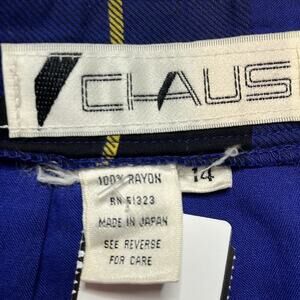 CHAUS
14
100% RAYON
RN 51323
MADE IN JAPAN
SEE REVERSE
FOR CARE